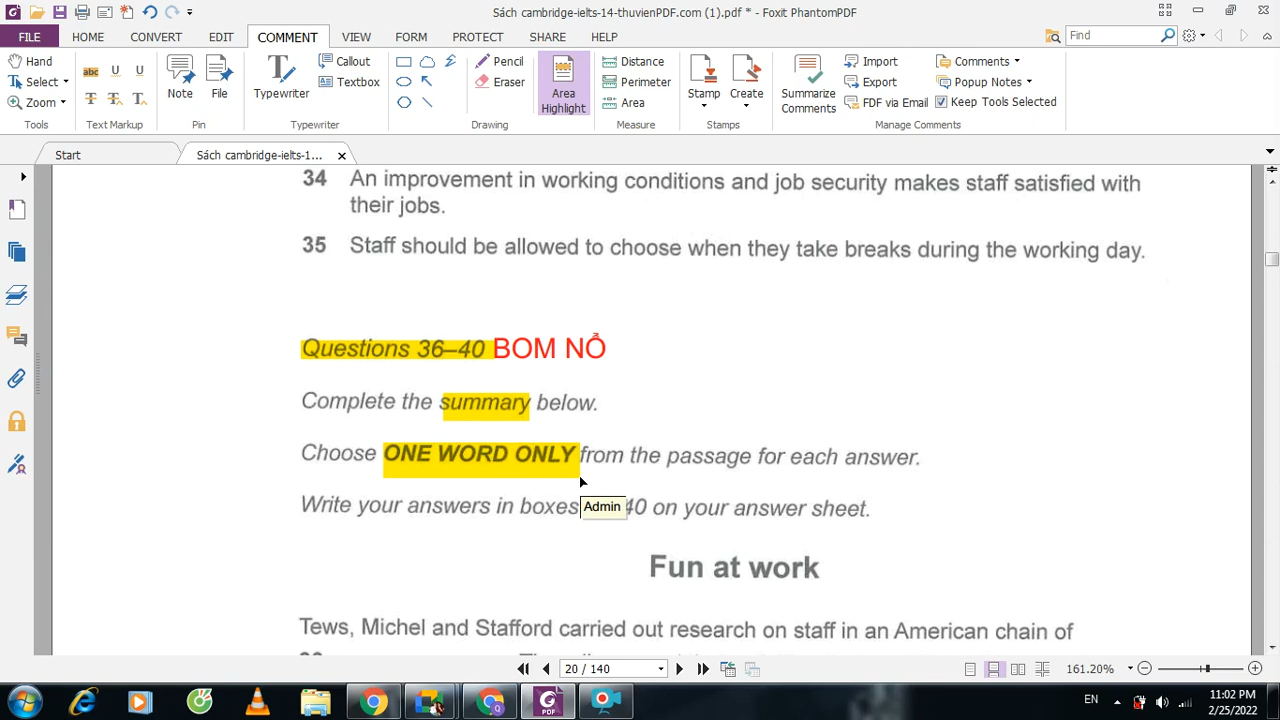 Sách cambridge-ielts-14-thuvienPDF.com (1).pdf * - Foxit PhantomPDF
FILE HOME CONVERT EDIT COMMENT VIEW FORM PROTECT SHARE HELP Find
Hand
Select
Zoom
Tools
abc U U
T T T
Text Markup
Note File
Pin
Typewriter
Callout
Textbox
Typewriter
Pencil
Eraser
Drawing
Area
Highlight
Distance
Perimeter
Area
Measure
Stamp Create
Stamps
Summarize
Comments
Import
Export
FDF via Email
Comments
Popup Notes
Keep Tools Selected
Manage Comments
Start Sách cambridge-ielts-1...
34 An improvement in working conditions and job security makes staff satisfied with
their jobs.
35 Staff should be allowed to choose when they take breaks during the working day.
Questions 36–40 BOM NỔ
Complete the summary below.
Choose ONE WORD ONLY from the passage for each answer.
Write your answers in boxes 40 on your answer sheet.
Admin
Fun at work
Tews, Michel and Stafford carried out research on staff in an American chain of
20 / 140 161.20%
PDF
EN 11:02 PM
2/25/2022